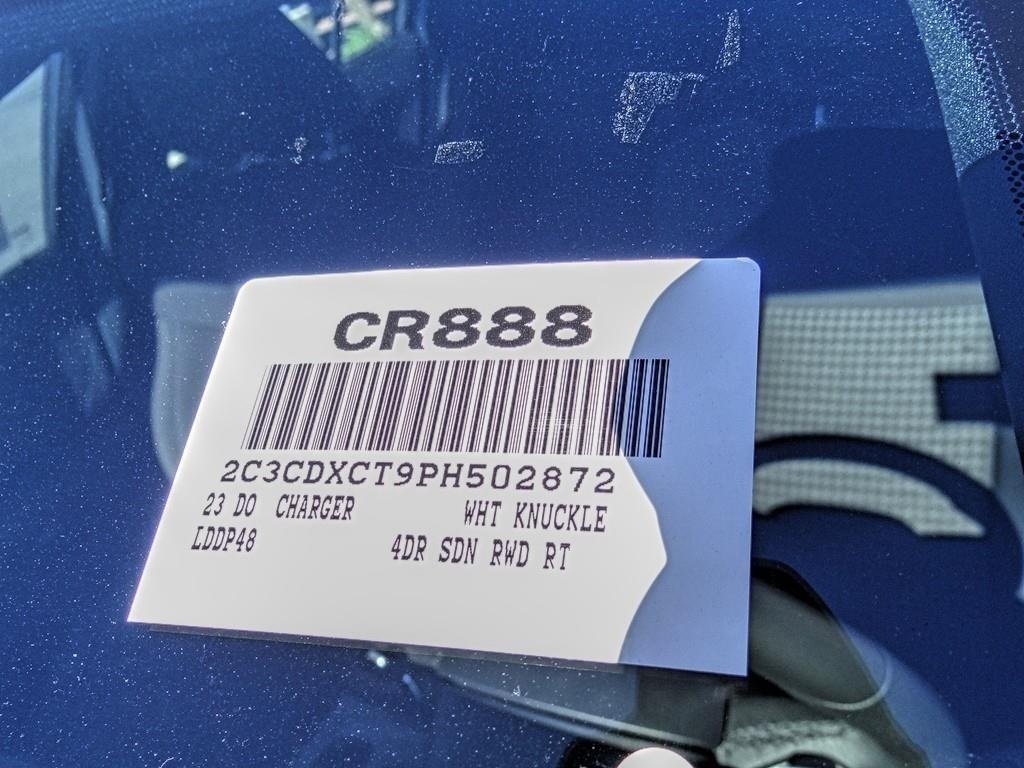 CR888
2C3CDXCT9PH502872
23 DO CHARGER WHT KNUCKLE
LDDP48 4DR SDN RWD RT